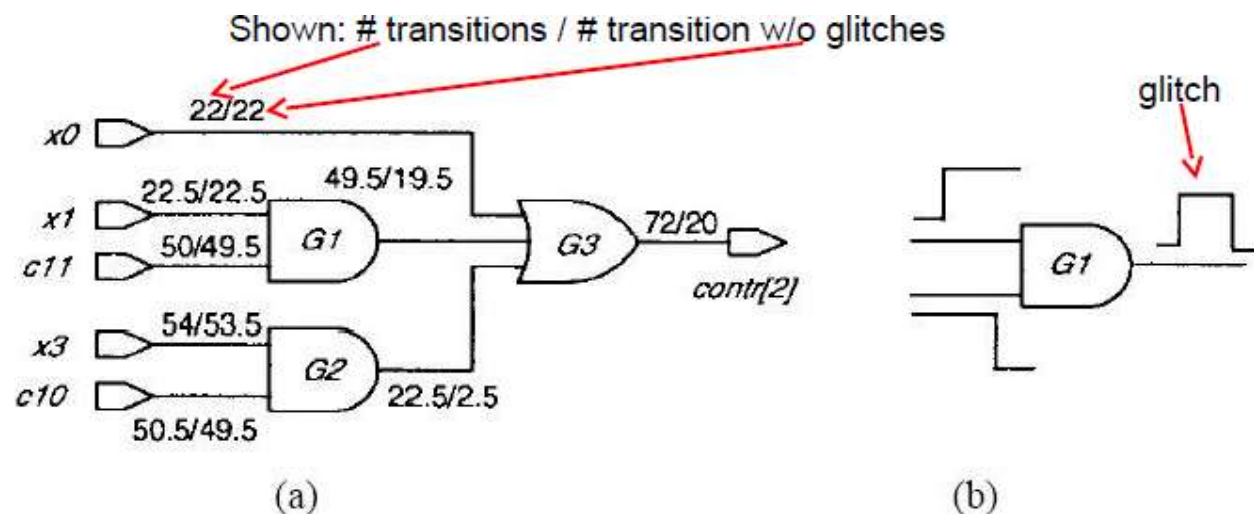 Shown: # transitions / # transition w/o glitches
glitch
22/22
x0
49.5/19.5
22.5/22.5
x1
G1
72/20
50/49.5
G3
G1
c11
contr[2]
54/53.5
x3
G2
c10
22.5/2.5
50.5/49.5
(a)
(b)